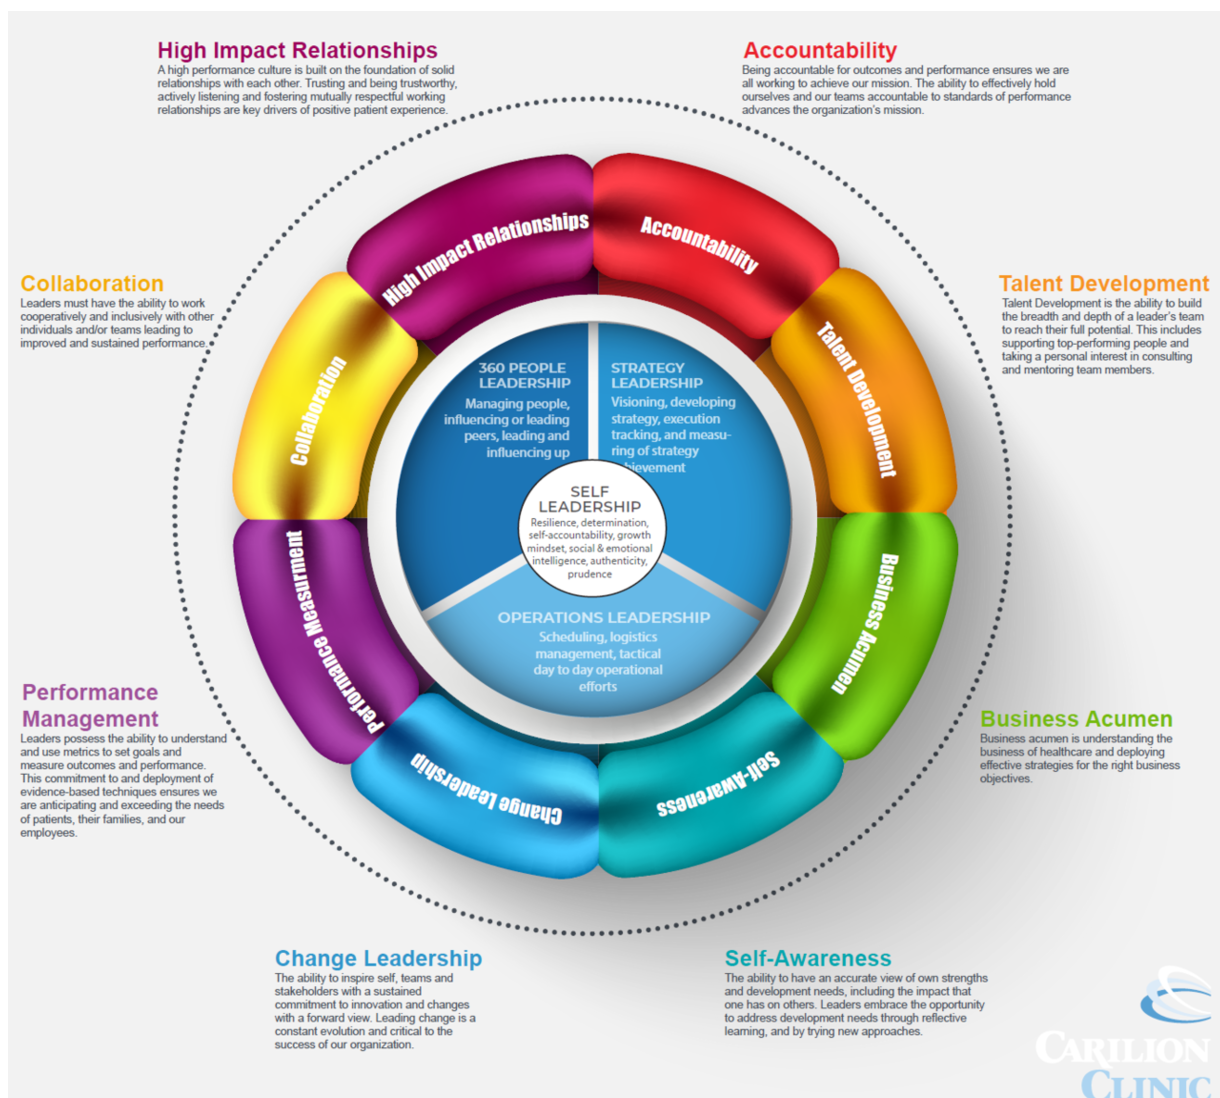 High Impact Relationships
A high performance culture is built on the foundation of solid
relationships with each other. Trusting and being trustworthy,
actively listening and fostering mutually respectful working
relationships are key drivers of positive patient experience.
Accountability
Being accountable for outcomes and performance ensures we are
all working to achieve our mission. The ability to effectively hold
ourselves and our teams accountable to standards of performance
advances the organization's mission.
High Impact Relationships
Accountability
Collaboration
Leaders must have the ability to work
cooperatively and inclusively with other
individuals and/or teams leading to
improved and sustained performance.
Talent Development
Talent Development is the ability to build
the breadth and depth of a leader's team
to reach their full potential. This includes
supporting top-performing people and
taking a personal interest in consulting
and mentoring team members.
Collaboration
Talent Development
360 PEOPLE
LEADERSHIP
Managing people,
influencing or leading
peers, leading and
influencing up
STRATEGY
LEADERSHIP
Visioning, developing
strategy, execution
tracking, and measu-
ring of strategy
chievement
SELF
LEADERSHIP
Resilience, determination,
self-accountability, growth
mindset, social & emotional
intelligence, authenticity,
prudence
OPERATIONS LEADERSHIP
Scheduling, logistics
management, tactical
day to day operational
efforts
Performance Measurment
Business Acumen
Performance
Management
Leaders possess the ability to understand
and use metrics to set goals and
measure outcomes and performance.
This commitment to and deployment of
evidence-based techniques ensures we
are anticipating and exceeding the needs
of patients, their families, and our
employees.
Business Acumen
Business acumen is understanding the
business of healthcare and deploying
effective strategies for the right business
objectives.
Change Leadership
Self-Awareness
Change Leadership
The ability to inspire self, teams and
stakeholders with a sustained
commitment to innovation and changes
with a forward view. Leading change is a
constant evolution and critical to the
success of our organization.
Self-Awareness
The ability to have an accurate view of own strengths
and development needs, including the impact that
one has on others. Leaders embrace the opportunity
to address development needs through reflective
learning, and by trying new approaches.
CARILION
CLINIC